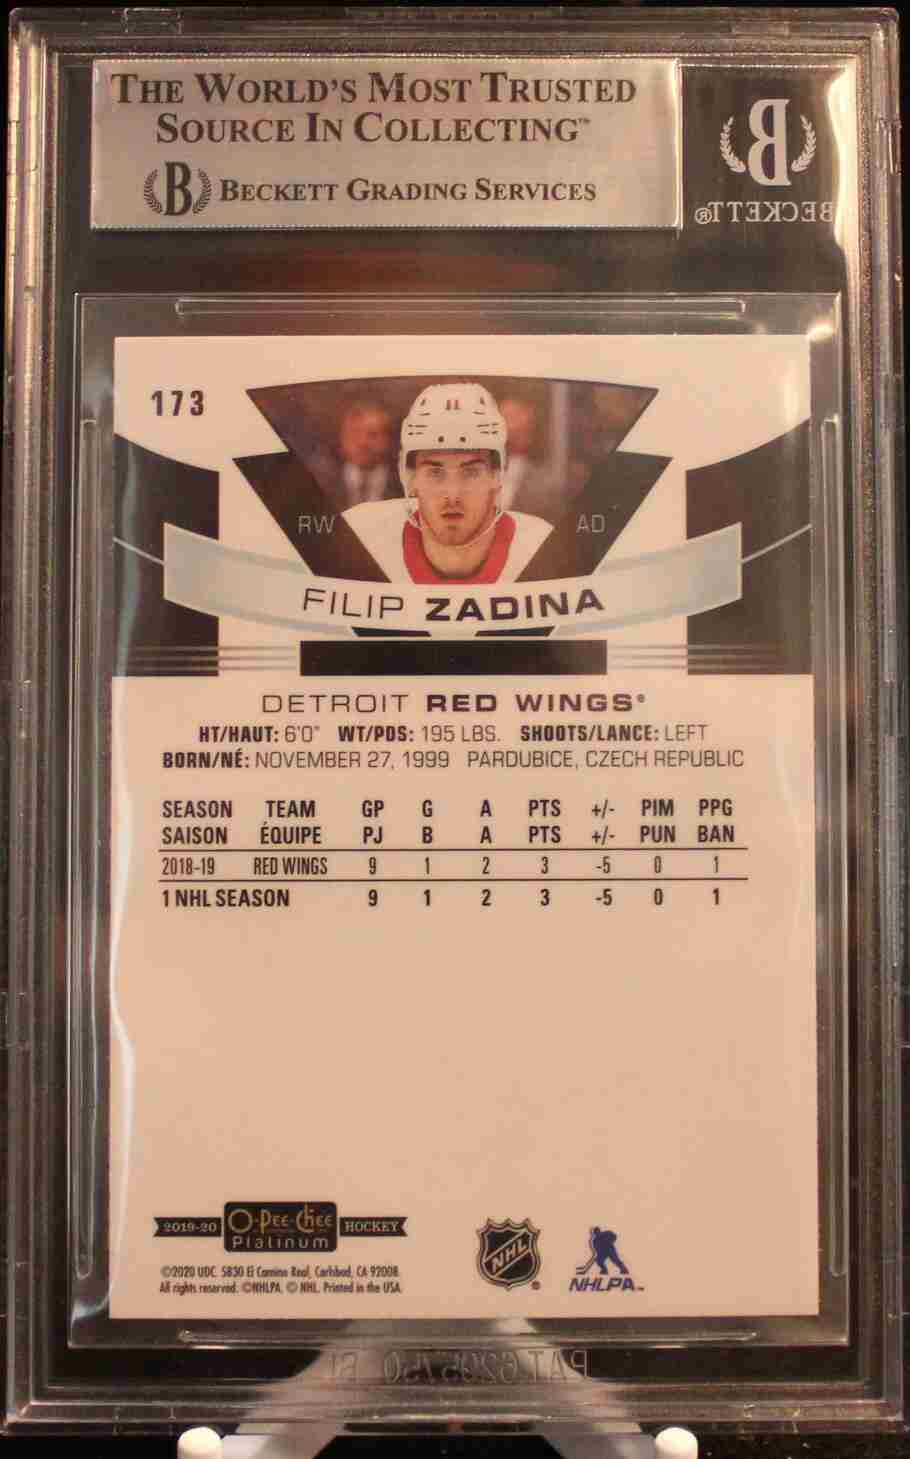 THE WORLD'S MOST TRUSTED
SOURCE IN COLLECTING™
B BECKETT GRADING SERVICES
B
BECKETT®
173
11
RW AD
FILIP ZADINA
DETROIT RED WINGS®
HT/HAUT: 6'0" WT/PDS: 195 LBS. SHOOTS/LANCE: LEFT
BORN/NÉ: NOVEMBER 27, 1999 PARDUBICE, CZECH REPUBLIC
SEASON TEAM GP G A PTS +/- PIM PPG
SAISON ÉQUIPE PJ B A PTS +/- PUN BAN
2018-19 RED WINGS 9 1 2 3 -5 0 1
1 NHL SEASON 9 1 2 3 -5 0 1
2019-20 O-Pee-Chee HOCKEY
Platinum
NHL ®
NHLPA™
©2020 UDC. 5830 El Camino Real, Carlsbad, CA 92008.
All rights reserved. ©NHLPA. © NHL. Printed in the USA.